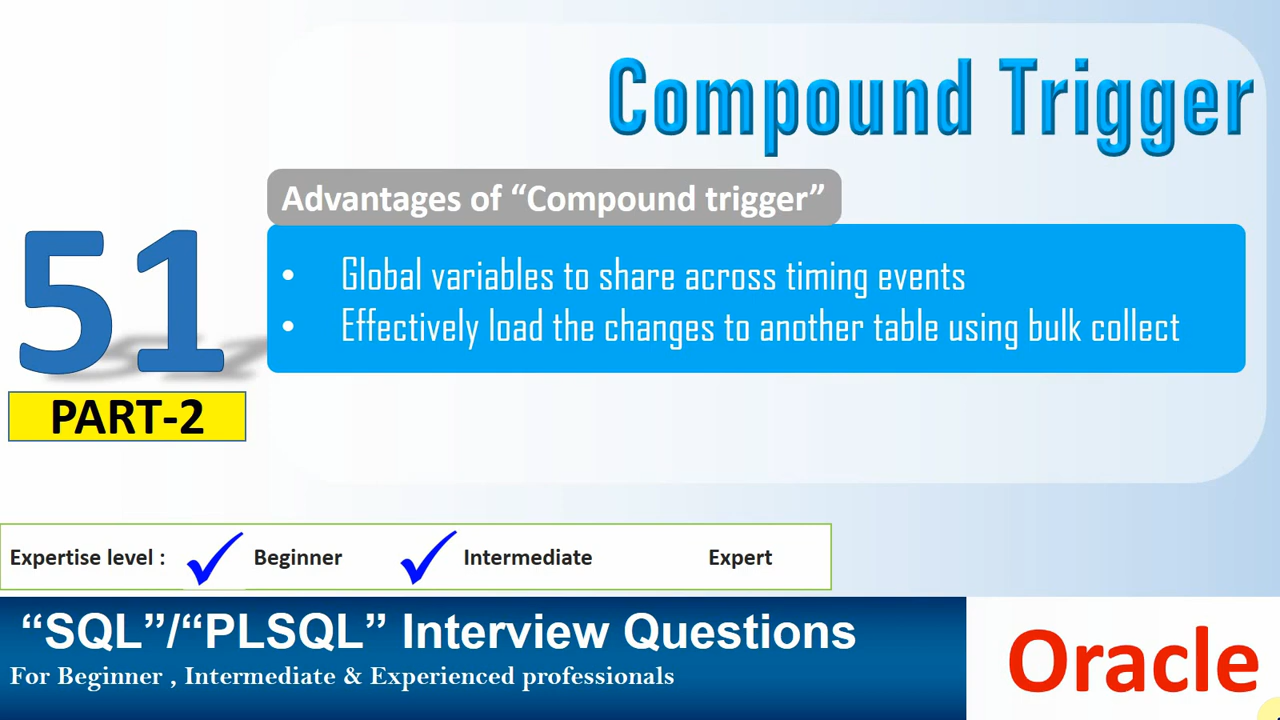 Compound Trigger
Advantages of “Compound trigger”
• Global variables to share across timing events
• Effectively load the changes to another table using bulk collect
51
PART-2
Expertise level : Beginner Intermediate Expert
“SQL”/“PLSQL” Interview Questions
For Beginner , Intermediate & Experienced professionals
Oracle